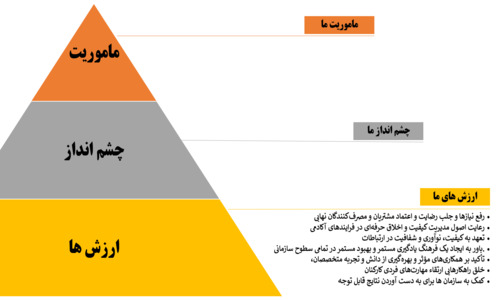 ماموریت ما
ماموریت
چشم انداز ما
چشم انداز
ارزش های ما
ارزش ها
• رفع نیازها و جلب رضایت و اعتماد مشتریان و مصرف‌کنندگان نهایی
• رعایت اصول مدیریت کیفیت و اخلاق حرفه‌ای در فرایندهای آکادمی
• تعهد به کیفیت، نوآوری و شفافیت در ارتباطات
• .باور به ایجاد یک فرهنگ یادگیری مستمر و بهبود مستمر در تمامی سطوح سازمانی
• تأکید بر همکاری‌های مؤثر و بهره‌گیری از دانش و تجربه متخصصان،
• خلق راهکارهایی ارتقاء مهارت‌های فردی کارکنان
• کمک به سازمان ها برای به دست آوردن نتایج قابل توجه